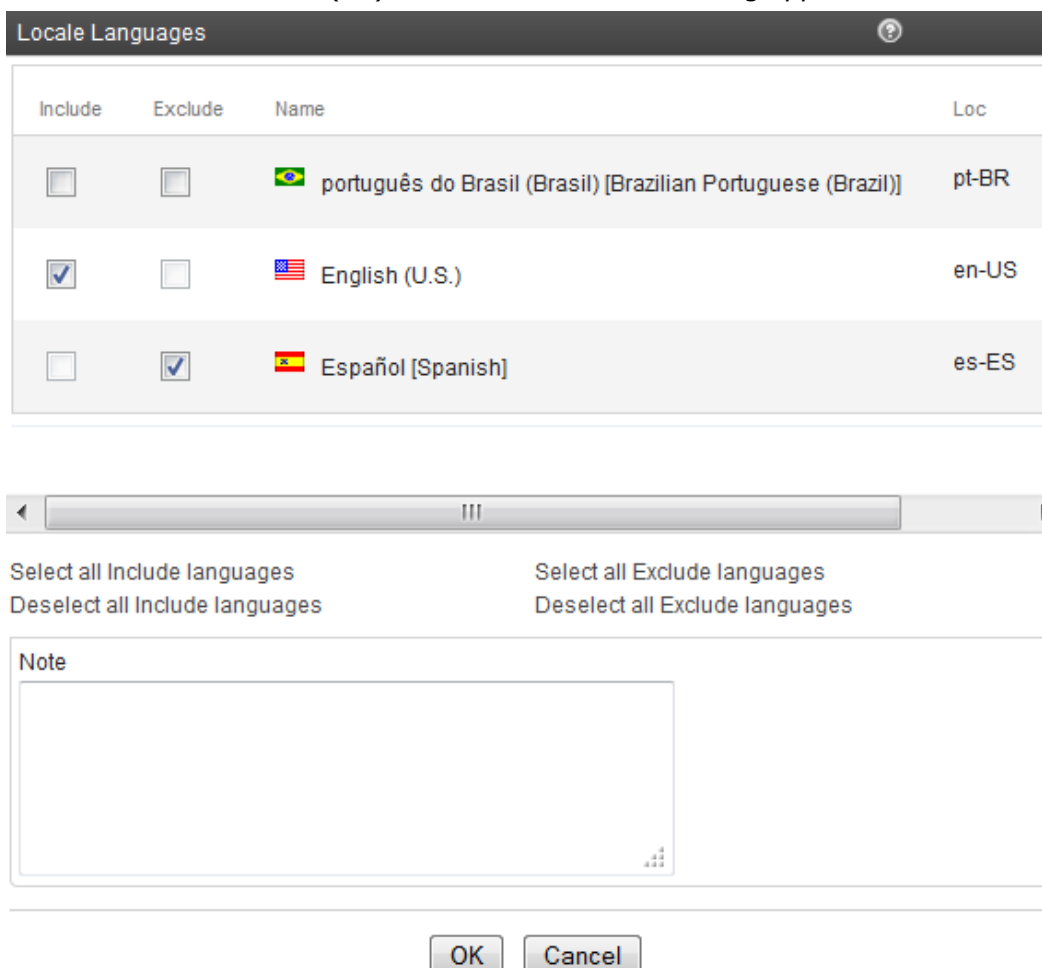 Locale Languages
Include Exclude Name Loc
português do Brasil (Brasil) [Brazilian Portuguese (Brazil)] pt-BR
English (U.S.) en-US
Español [Spanish] es-ES
Select all Include languages Select all Exclude languages
Deselect all Include languages Deselect all Exclude languages
Note
OK Cancel